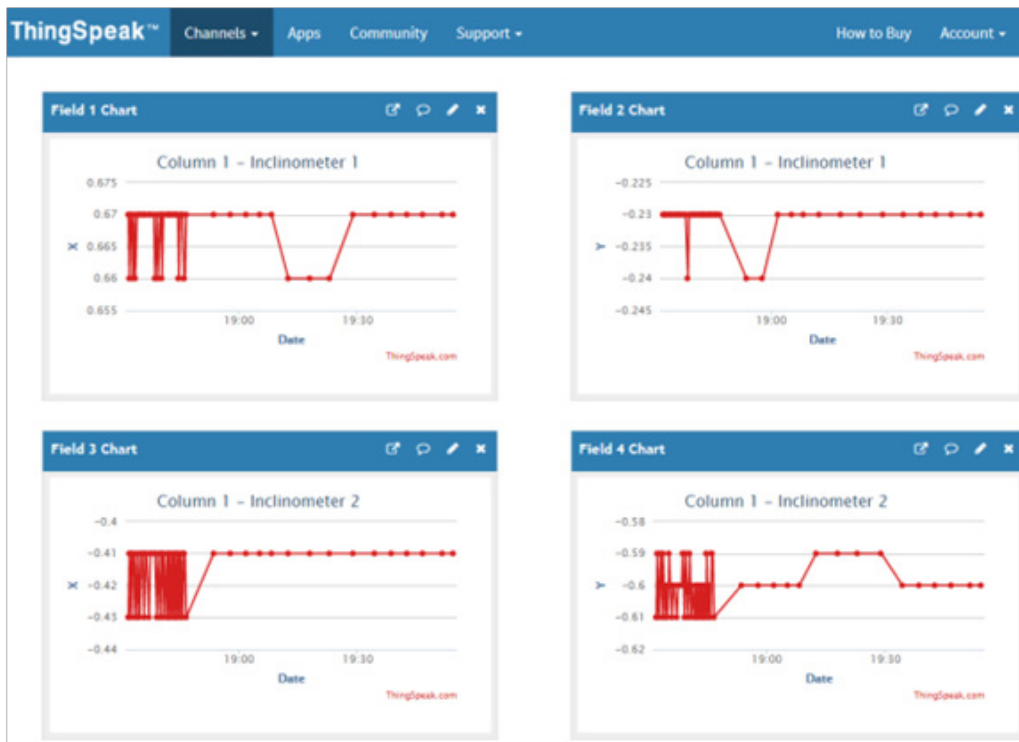 ThingSpeak™ Channels Apps Community Support How to Buy Account
Field 1 Chart
Column 1 – Inclinometer 1
0.675
0.67
0.665
0.66
0.655
X
19:00 19:30
Date
ThingSpeak.com
Field 2 Chart
Column 1 – Inclinometer 1
-0.225
-0.23
-0.235
-0.24
-0.245
Y
19:00 19:30
Date
ThingSpeak.com
Field 3 Chart
Column 1 – Inclinometer 2
-0.4
-0.41
-0.42
-0.43
-0.44
X
19:00 19:30
Date
ThingSpeak.com
Field 4 Chart
Column 1 – Inclinometer 2
-0.58
-0.59
-0.6
-0.61
-0.62
Y
19:00 19:30
Date
ThingSpeak.com